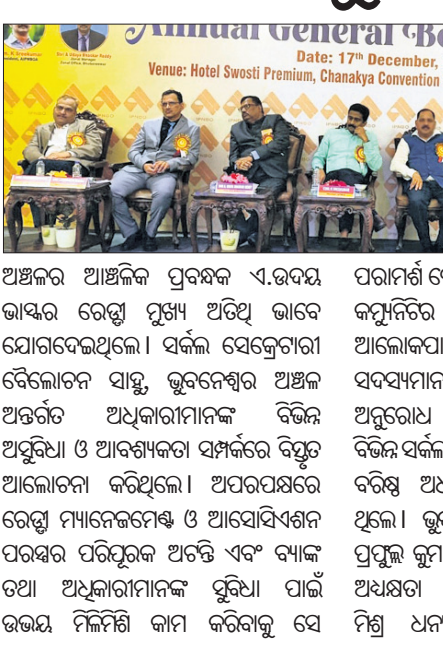 Annual General Bo
Date: 17th December,
Venue: Hotel Swosti Premium, Chanakya Convention
ଅଞ୍ଚଳର ଆଞ୍ଚଳିକ ପ୍ରବନ୍ଧକ ଏ.ଉଦୟ
ଭାସ୍କର ରେଡ୍ଡୀ ମୁଖ୍ୟ ଅତିଥି ଭାବେ
ଯୋଗଦେଇଥିଲେ। ସର୍କଲ ସେକ୍ରେଟାରୀ
ବୈଲୋଚନ ସାହୁ, ଭୁବନେଶ୍ୱର ଅଞ୍ଚଳ
ଅନ୍ତର୍ଗତ ଅଧିକାରୀମାନଙ୍କ ବିଭିନ୍ନ
ଅସୁବିଧା ଓ ଆବଶ୍ୟକତା ସମ୍ପର୍କରେ ବିସ୍ତୃତ
ଆଲୋଚନା କରିଥିଲେ। ଅପରପକ୍ଷରେ
ରେଡ୍ଡୀ ମ୍ୟାନେଜମେଣ୍ଟ ଓ ଆସୋସିଏଶନ
ପରସ୍ପର ପରିପୂରକ ଅଟନ୍ତି ଏବଂ ବ୍ୟାଙ୍କ
ତଥା ଅଧିକାରୀମାନଙ୍କ ସୁବିଧା ପାଇଁ
ଉଭୟ ମିଳିମିଶି କାମ କରିବାକୁ ସେ
ପରାମର୍ଶ ଦେ
କମ୍ୟୁନିଟିର
ଆଲୋକପା
ସଦସ୍ୟମାନ
ଅନୁରୋଧ
ବିଭିନ୍ନ ସର୍କଲ
ବରିଷ୍ଠ ଅଧ
ଥିଲେ। ଭୁ
ପ୍ରଫୁଲ୍ଲ କୁମ
ଅଧ୍ୟକ୍ଷତା
ମିଶ୍ର ଧନ୍ୟ